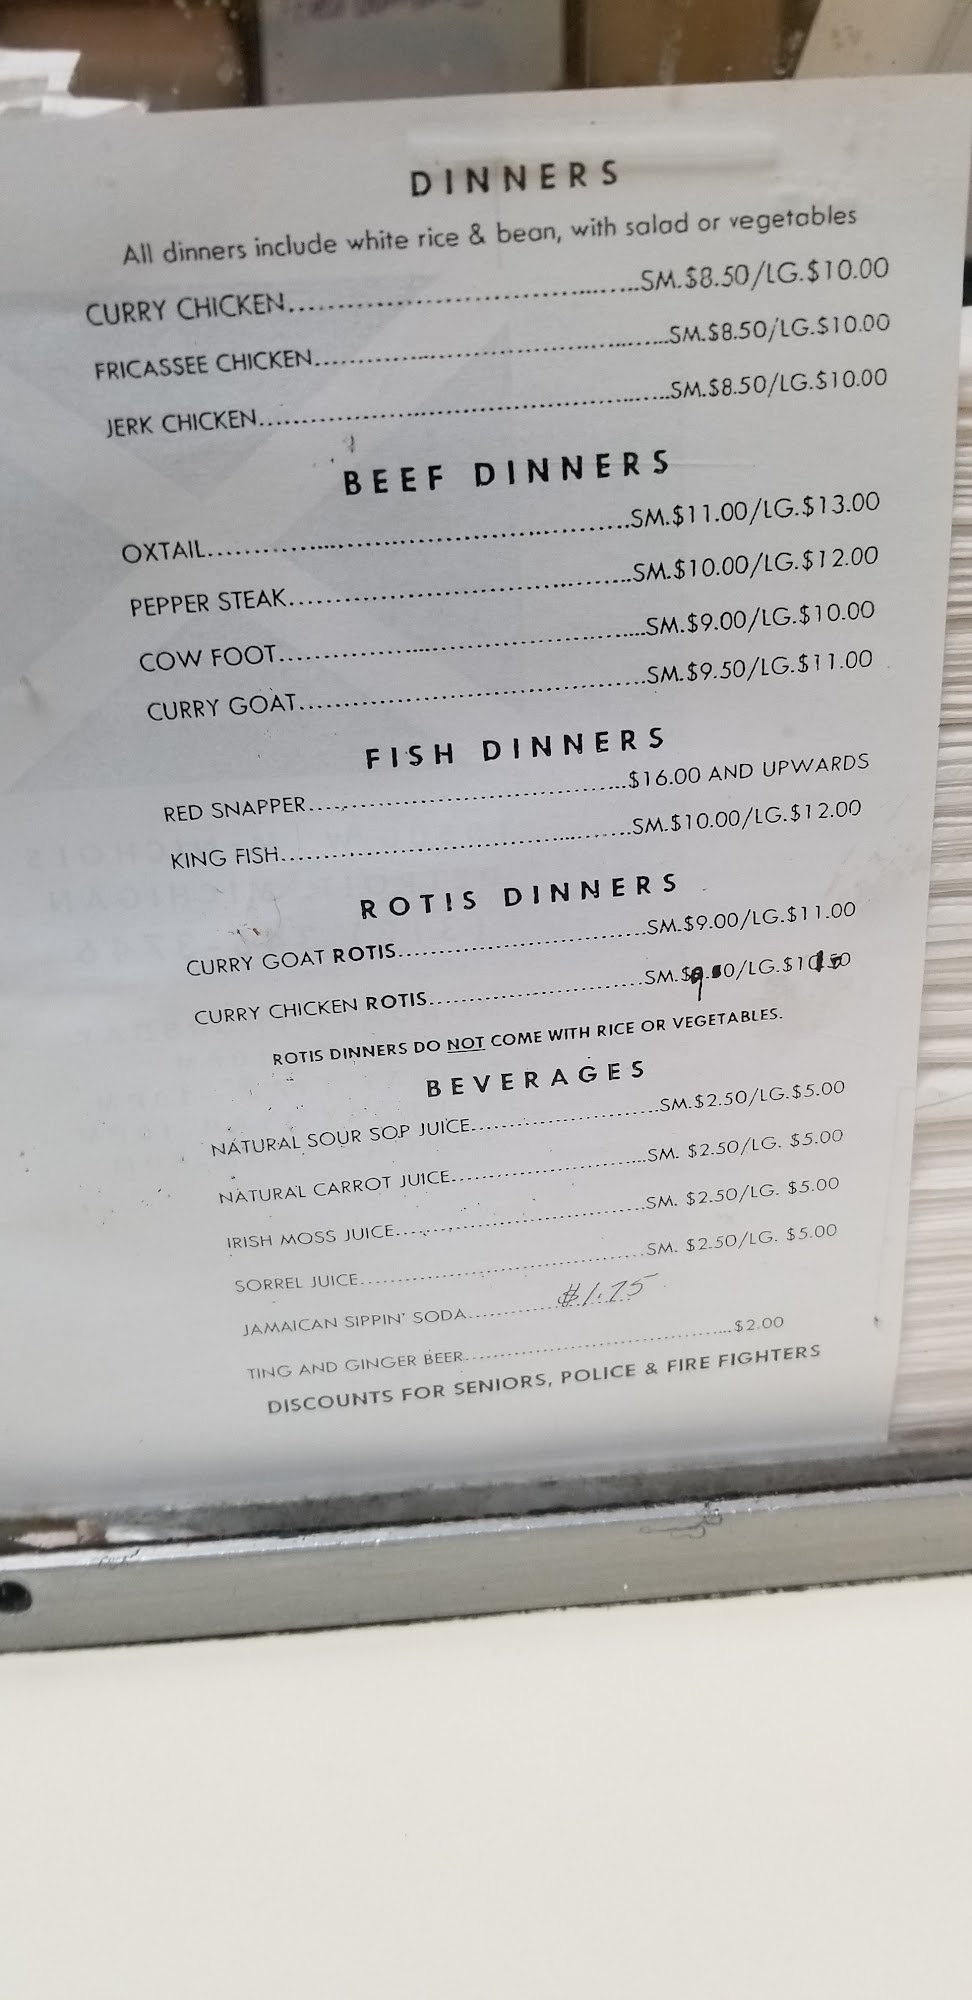 DINNERS
All dinners include white rice & bean, with salad or vegetables
CURRY CHICKEN..........SM.$8.50/LG.$10.00
FRICASSEE CHICKEN..........SM.$8.50/LG.$10.00
JERK CHICKEN..........SM.$8.50/LG.$10.00
BEEF DINNERS
OXTAIL..........SM.$11.00/LG.$13.00
PEPPER STEAK..........SM.$10.00/LG.$12.00
COW FOOT..........SM.$9.00/LG.$10.00
CURRY GOAT..........SM.$9.50/LG.$11.00
FISH DINNERS
RED SNAPPER..........$16.00 AND UPWARDS
KING FISH..........SM.$10.00/LG.$12.00
ROTIS DINNERS
CURRY GOAT ROTIS..........SM.$9.00/LG.$11.00
CURRY CHICKEN ROTIS..........SM.
ROTIS DINNERS DO NOT COME WITH RICE OR VEGETABLES.
BEVERAGES
NATURAL SOUR SOP JUICE..........SM.$2.50/LG.$5.00
NATURAL CARROT JUICE..........SM. $2.50/LG. $5.00
IRISH MOSS JUICE..........SM. $2.50/LG. $5.00
SORREL JUICE..........SM. $2.50/LG. $5.00
JAMAICAN SIPPIN' SODA..........$1.75
TING AND GINGER BEER..........$2.00
DISCOUNTS FOR SENIORS, POLICE & FIRE FIGHTERS